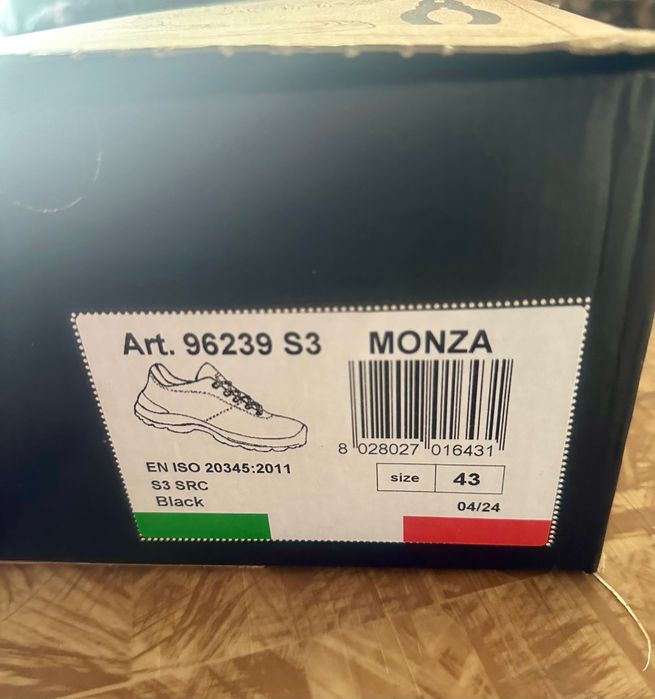 Art. 96239 S3 MONZA
8 028027 016431
EN ISO 20345:2011
S3 SRC
Black
size 43
04/24